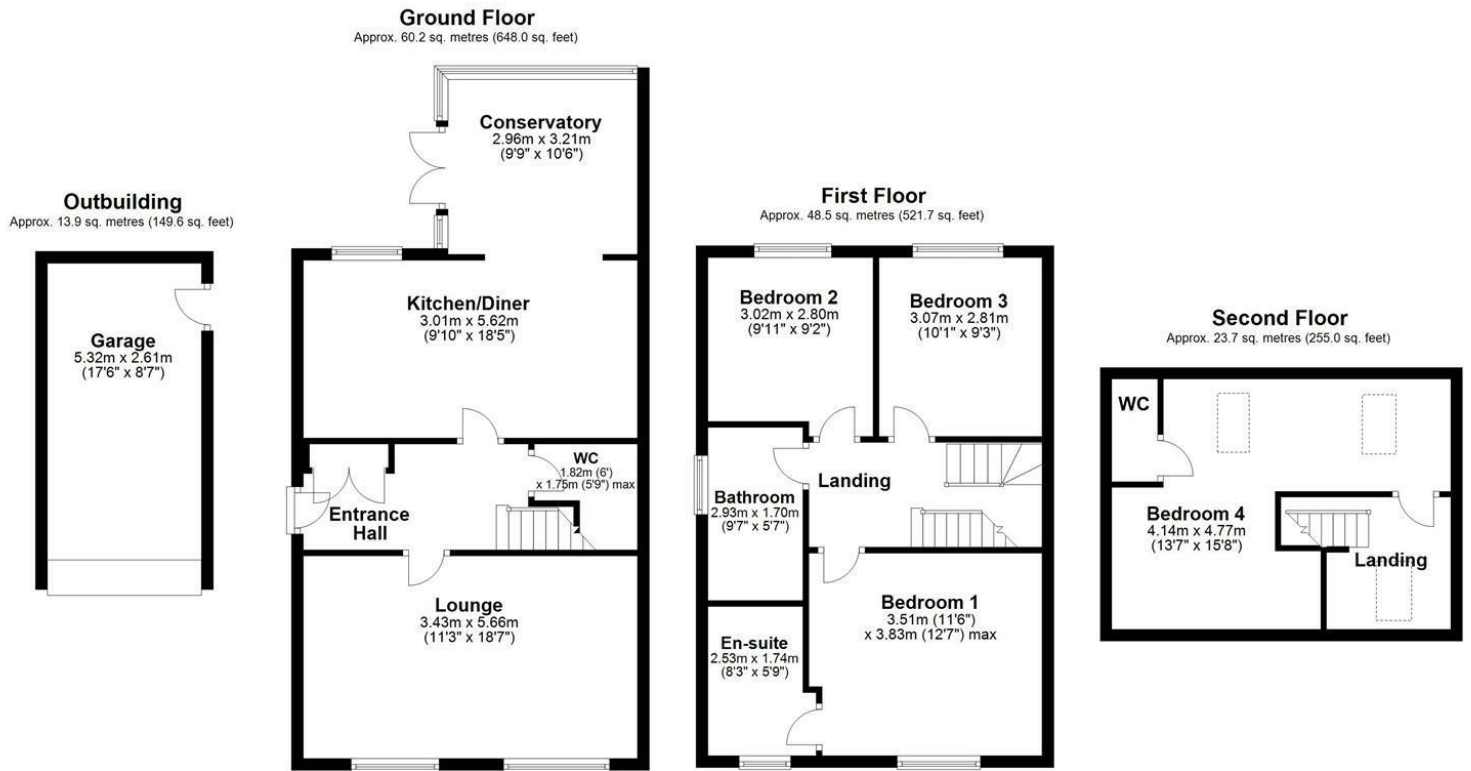 Outbuilding
Approx. 13.9 sq. metres (149.6 sq. feet)
Garage
5.32m x 2.61m
(17'6" x 8'7")
Ground Floor
Approx. 60.2 sq. metres (648.0 sq. feet)
Conservatory
2.96m x 3.21m
(9'9" x 10'6")
Kitchen/Diner
3.01m x 5.62m
(9'10" x 18'5")
WC
1.82m (6')
x 1.75m (5'9") max
Entrance
Hall
Lounge
3.43m x 5.66m
(11'3" x 18'7")
First Floor
Approx. 48.5 sq. metres (521.7 sq. feet)
Bedroom 2
3.02m x 2.80m
(9'11" x 9'2")
Bedroom 3
3.07m x 2.81m
(10'1" x 9'3")
Bathroom
2.93m x 1.70m
(9'7" x 5'7")
Landing
En-suite
2.53m x 1.74m
(8'3" x 5'9")
Bedroom 1
3.51m (11'6")
x 3.83m (12'7") max
Second Floor
Approx. 23.7 sq. metres (255.0 sq. feet)
WC
Bedroom 4
4.14m x 4.77m
(13'7" x 15'8")
Landing